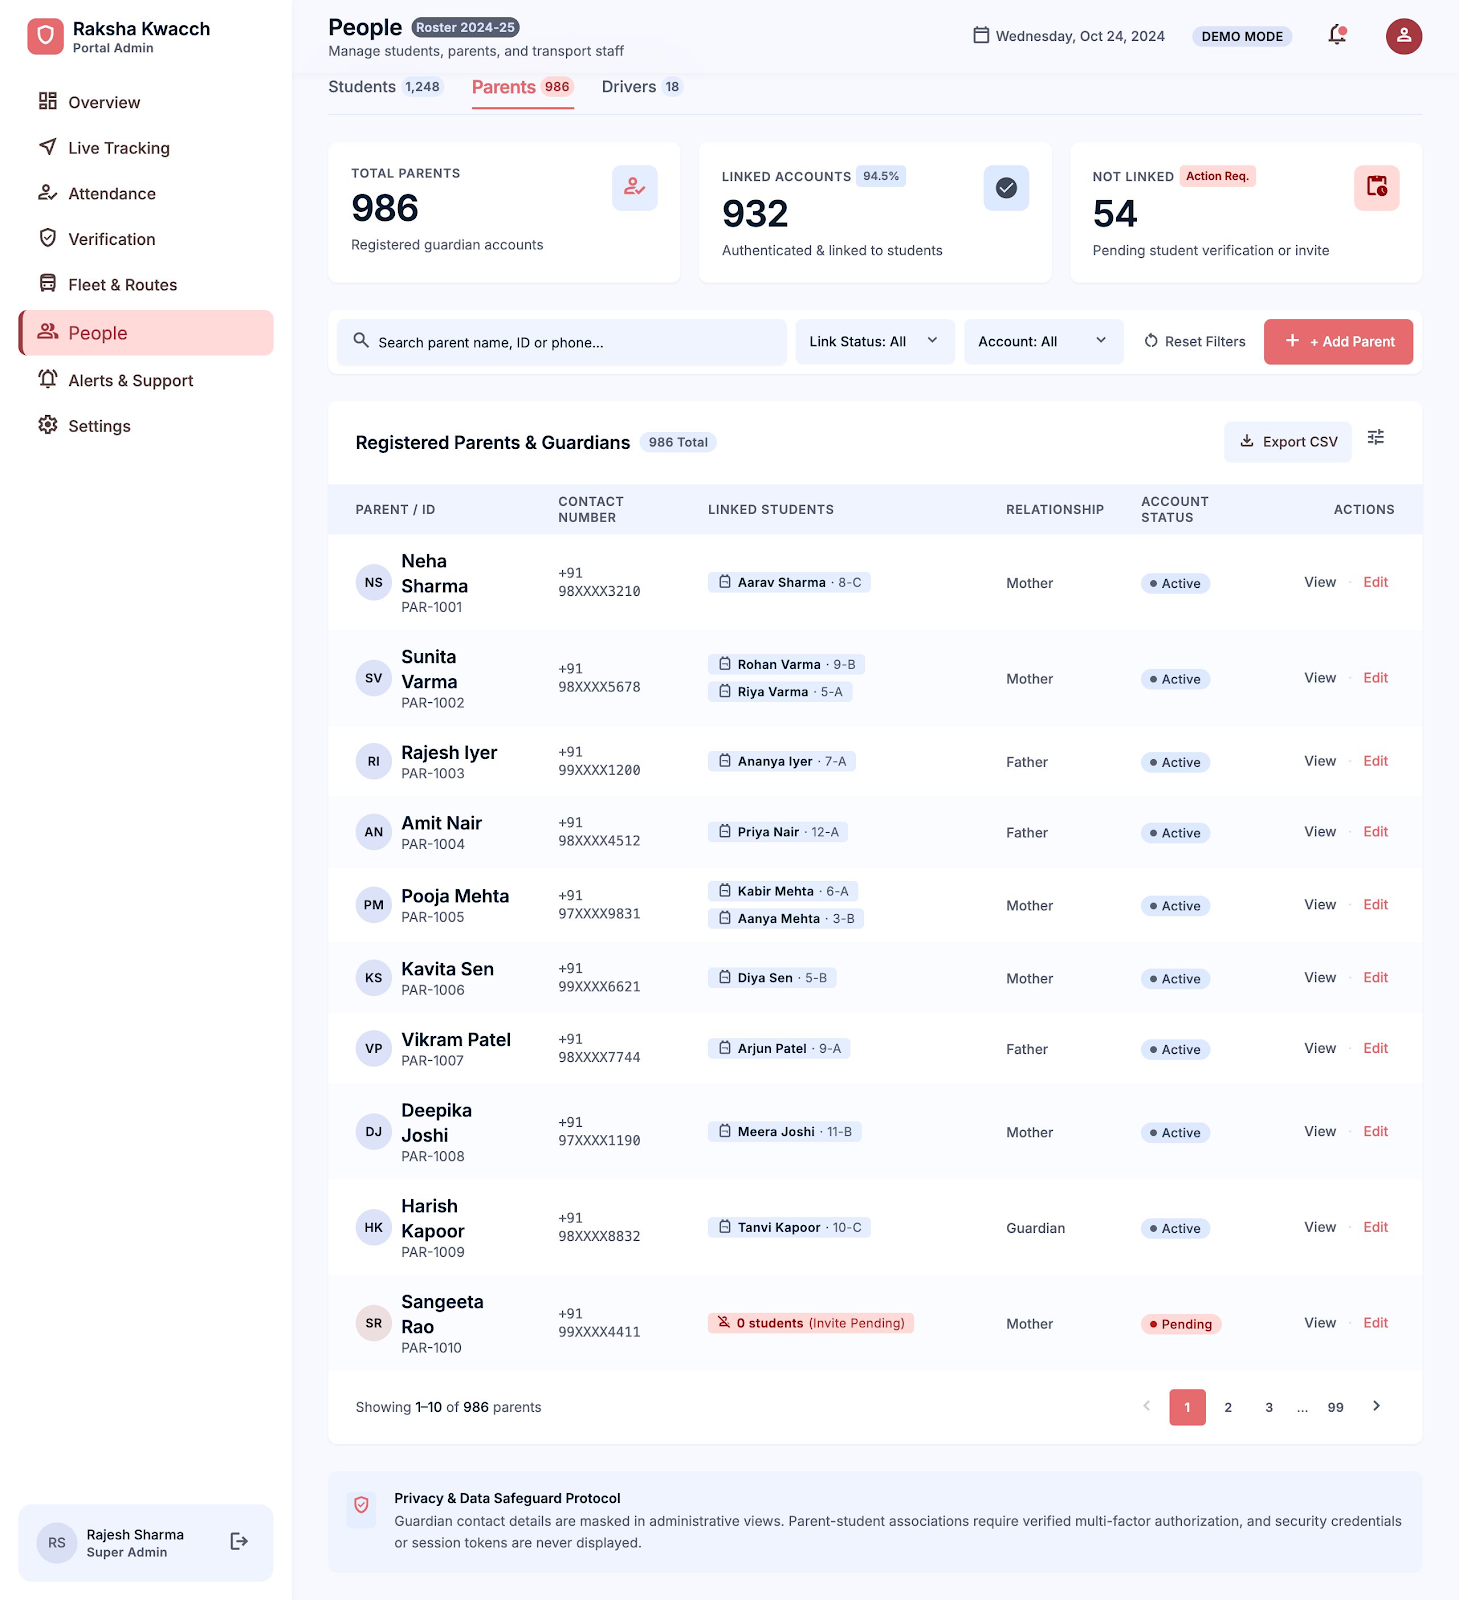 Raksha Kwacch
Portal Admin
Overview
Live Tracking
Attendance
Verification
Fleet & Routes
People
Alerts & Support
Settings
RS
Rajesh Sharma
Super Admin
People Roster 2024-25
Manage students, parents, and transport staff
Wednesday, Oct 24, 2024
DEMO MODE
Students 1,248
Parents 986
Drivers 18
TOTAL PARENTS
986
Registered guardian accounts
LINKED ACCOUNTS 94.5%
932
Authenticated & linked to students
NOT LINKED Action Req.
54
Pending student verification or invite
Search parent name, ID or phone...
Link Status: All
Account: All
Reset Filters
+ Add Parent
Registered Parents & Guardians 986 Total
Export CSV
PARENT / ID
CONTACT
NUMBER
LINKED STUDENTS
RELATIONSHIP
ACCOUNT
STATUS
ACTIONS
NS
Neha
Sharma
PAR-1001
+91
98XXXX3210
Aarav Sharma · 8-C
Mother
Active
View · Edit
SV
Sunita
Varma
PAR-1002
+91
98XXXX5678
Rohan Varma · 9-B
Riya Varma · 5-A
Mother
Active
View · Edit
RI
Rajesh Iyer
PAR-1003
+91
99XXXX1200
Ananya Iyer · 7-A
Father
Active
View · Edit
AN
Amit Nair
PAR-1004
+91
98XXXX4512
Priya Nair · 12-A
Father
Active
View · Edit
PM
Pooja Mehta
PAR-1005
+91
97XXXX9831
Kabir Mehta · 6-A
Aanya Mehta · 3-B
Mother
Active
View · Edit
KS
Kavita Sen
PAR-1006
+91
99XXXX6621
Diya Sen · 5-B
Mother
Active
View · Edit
VP
Vikram Patel
PAR-1007
+91
98XXXX7744
Arjun Patel · 9-A
Father
Active
View · Edit
DJ
Deepika
Joshi
PAR-1008
+91
97XXXX1190
Meera Joshi · 11-B
Mother
Active
View · Edit
HK
Harish
Kapoor
PAR-1009
+91
98XXXX8832
Tanvi Kapoor · 10-C
Guardian
Active
View · Edit
SR
Sangeeta
Rao
PAR-1010
+91
99XXXX4411
0 students (Invite Pending)
Mother
Pending
View · Edit
Showing 1–10 of 986 parents
1 2 3 ... 99
Privacy & Data Safeguard Protocol
Guardian contact details are masked in administrative views. Parent-student associations require verified multi-factor authorization, and security credentials
or session tokens are never displayed.